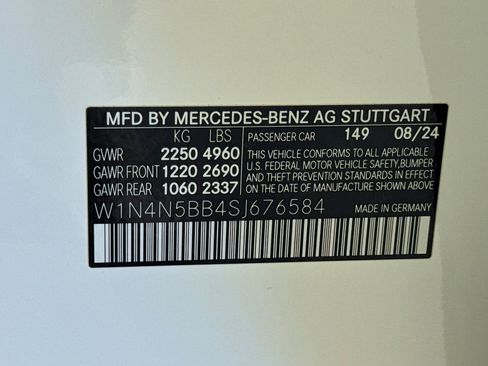 MFD BY MERCEDES-BENZ AG STUTTGART
KG LBS PASSENGER CAR 149 08/24
GVWR 2250 4960
GAWR FRONT 1220 2690
GAWR REAR 1060 2337
THIS VEHICLE CONFORMS TO ALL APPLICABLE
U.S. FEDERAL MOTOR VEHICLE SAFETY, BUMPER
AND THEFT PREVENTION STANDARDS IN EFFECT
ON THE DATE OF MANUFACTURE SHOWN ABOVE.
W1N4N5BB4SJ676584 MADE IN GERMANY